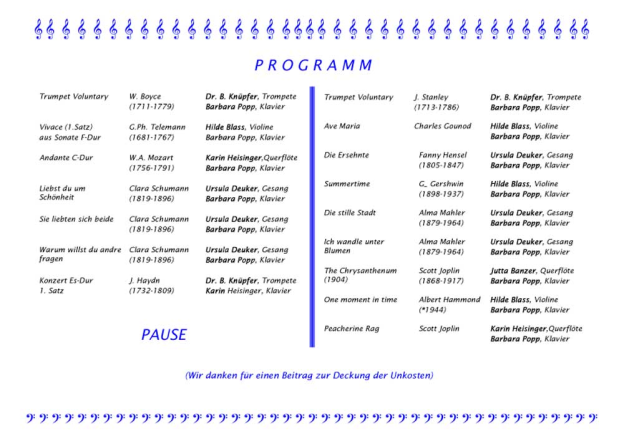 PROGRAMM
Trumpet Voluntary W. Boyce Dr. B. Knüpfer, Trompete
(1711-1779) Barbara Popp, Klavier
Vivace (1.Satz) G.Ph. Telemann Hilde Blass, Violine
aus Sonate F-Dur (1681-1767) Barbara Popp, Klavier
Andante C-Dur W.A. Mozart Karin Heisinger,Querflöte
(1756-1791) Barbara Popp, Klavier
Liebst du um Clara Schumann Ursula Deuker, Gesang
Schönheit (1819-1896) Barbara Popp, Klavier
Sie liebten sich beide Clara Schumann Ursula Deuker, Gesang
(1819-1896) Barbara Popp, Klavier
Warum willst du andre Clara Schumann Ursula Deuker, Gesang
fragen (1819-1896) Barbara Popp, Klavier
Konzert Es-Dur J. Haydn Dr. B. Knüpfer, Trompete
1. Satz (1732-1809) Karin Heisinger, Klavier
PAUSE
Trumpet Voluntary J. Stanley Dr. B. Knüpfer, Trompete
(1713-1786) Barbara Popp, Klavier
Ave Maria Charles Gounod Hilde Blass, Violine
Barbara Popp, Klavier
Die Ersehnte Fanny Hensel Ursula Deuker, Gesang
(1805-1847) Barbara Popp, Klavier
Summertime G_ Gershwin Hilde Blass, Violine
(1898-1937) Barbara Popp, Klavier
Die stille Stadt Alma Mahler Ursula Deuker, Gesang
(1879-1964) Barbara Popp, Klavier
Ich wandle unter Alma Mahler Ursula Deuker, Gesang
Blumen (1879-1964) Barbara Popp, Klavier
The Chrysanthenum Scott Joplin Jutta Banzer, Querflöte
(1904) (1868-1917) Barbara Popp, Klavier
One moment in time Albert Hammond Hilde Blass, Violine
(*1944) Barbara Popp, Klavier
Peacherine Rag Scott Joplin Karin Heisinger,Querflöte
Barbara Popp, Klavier
(Wir danken für einen Beitrag zur Deckung der Unkosten)